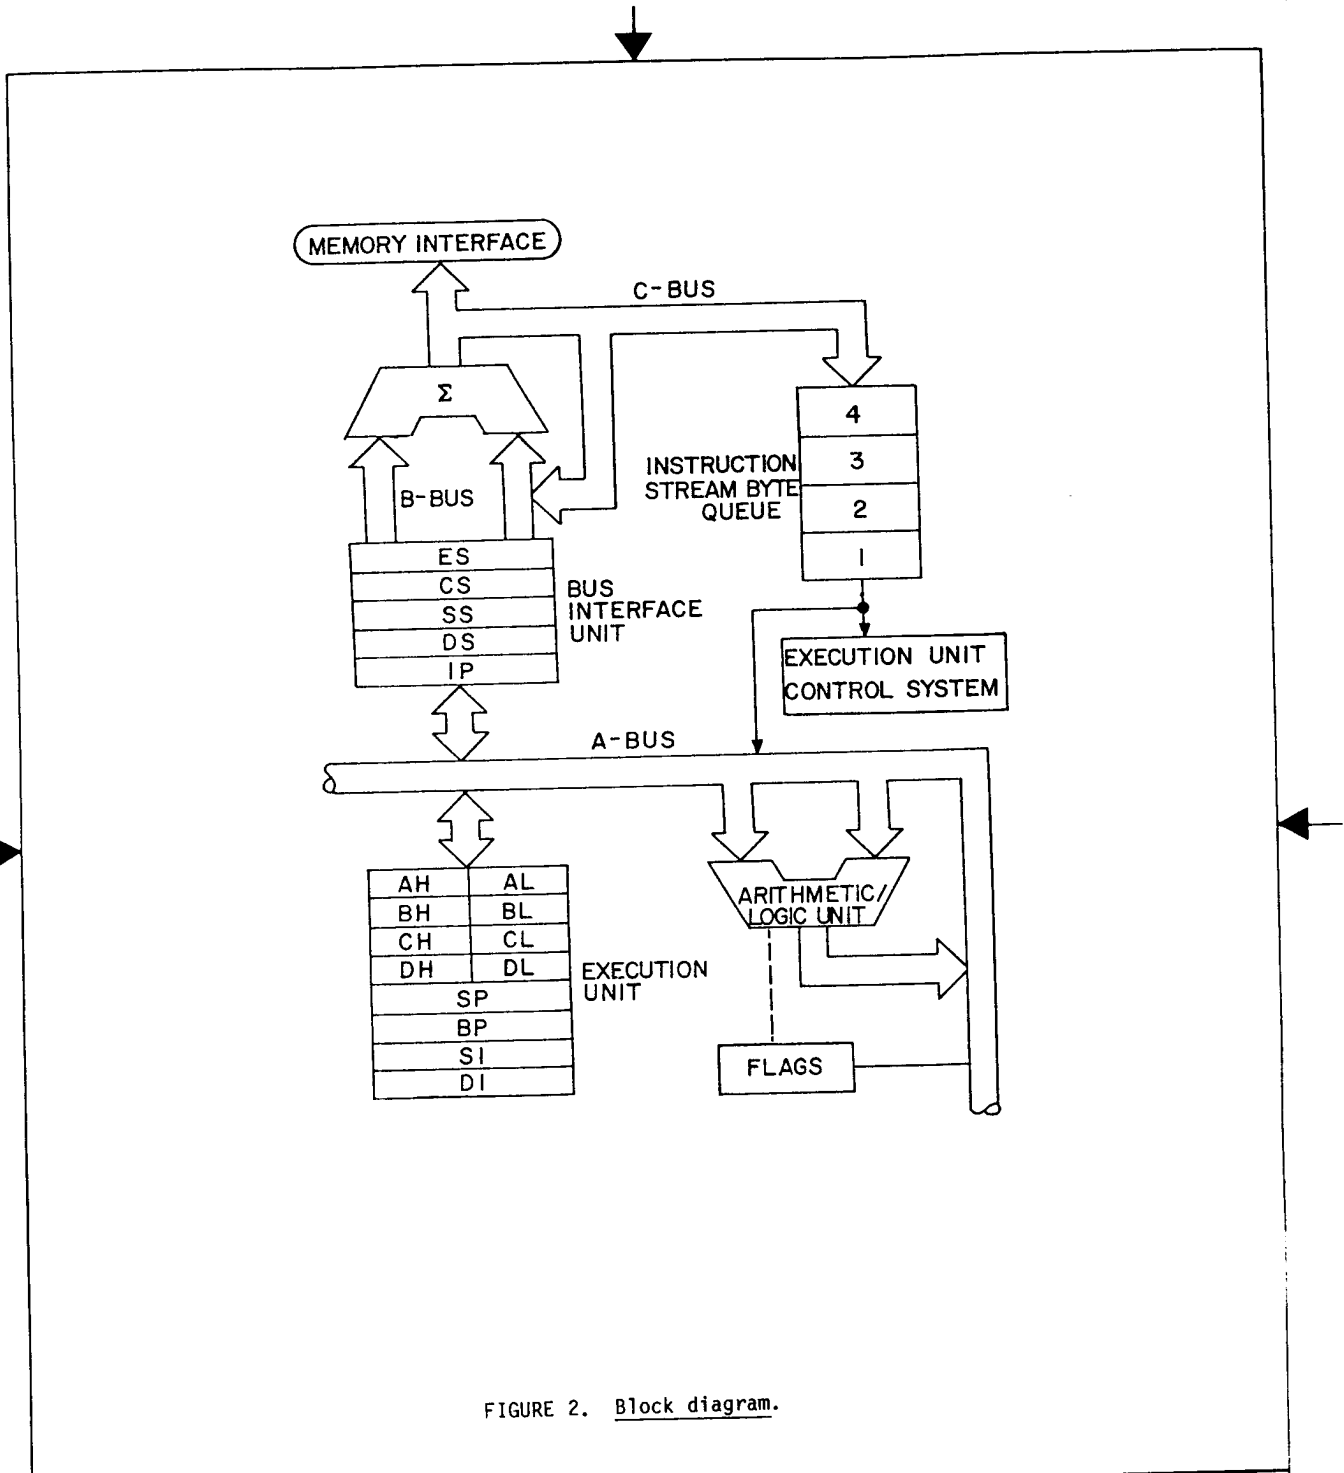 MEMORY INTERFACE
C-BUS
Σ
B-BUS
4
3
2
1
INSTRUCTION
STREAM BYTE
QUEUE
ES
CS
SS
DS
IP
BUS
INTERFACE
UNIT
EXECUTION UNIT
CONTROL SYSTEM
A-BUS
AH AL
BH BL
CH CL
DH DL
SP
BP
SI
DI
EXECUTION
UNIT
ARITHMETIC/
LOGIC UNIT
FLAGS
FIGURE 2. Block diagram.